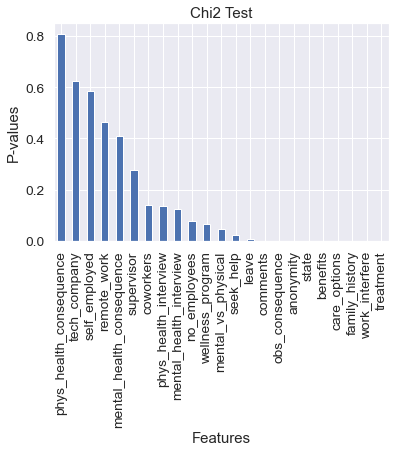 Chi2 Test
P-values
0.8
0.6
0.4
0.2
0.0
phys_health_consequence
tech_company
self_employed
remote_work
mental_health_consequence
supervisor
coworkers
phys_health_interview
mental_health_interview
no_employees
wellness_program
mental_vs_physical
seek_help
leave
comments
obs_consequence
anonymity
state
benefits
care_options
family_history
work_interfere
treatment
Features